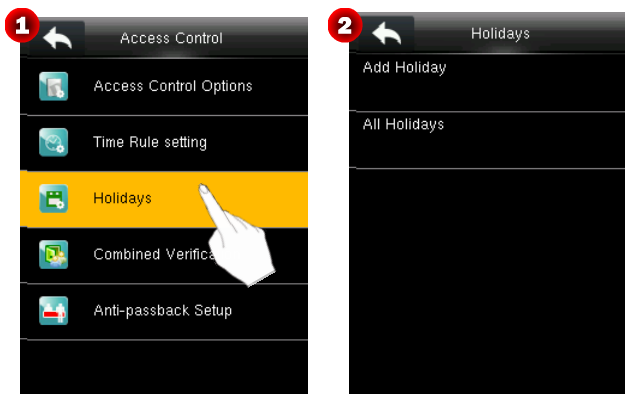 1
Access Control
Access Control Options
Time Rule setting
Holidays
Combined Verifica
Anti-passback Setup
2
Holidays
Add Holiday
All Holidays